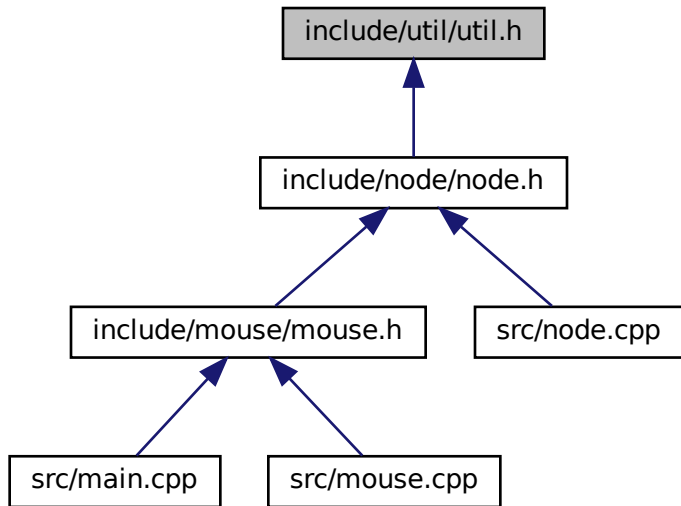 include/util/util.h
include/node/node.h
include/mouse/mouse.h
src/node.cpp
src/main.cpp
src/mouse.cpp